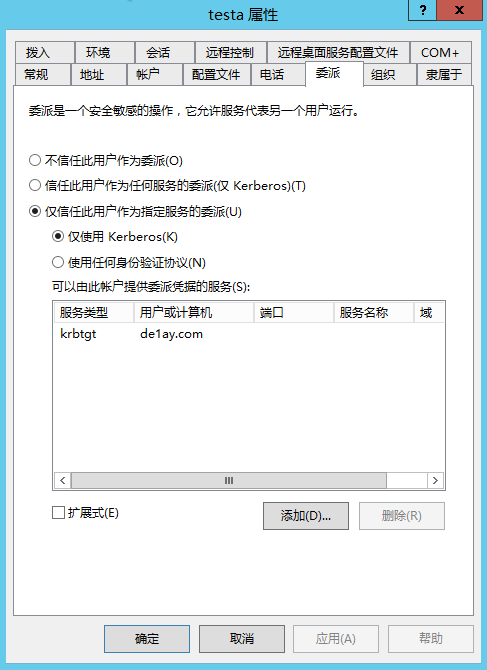 testa 属性
?
x
拨入 环境 会话 远程控制 远程桌面服务配置文件 COM+
常规 地址 帐户 配置文件 电话 委派 组织 隶属于
委派是一个安全敏感的操作，它允许服务代表另一个用户运行。
不信任此用户作为委派(O)
信任此用户作为任何服务的委派(仅 Kerberos)(T)
仅信任此用户作为指定服务的委派(U)
仅使用 Kerberos(K)
使用任何身份验证协议(N)
可以由此帐户提供委派凭据的服务(S):
服务类型 用户或计算机 端口 服务名称 域
krbtgt de1ay.com
扩展式(E)
添加(D)... 删除(R)
确定 取消 应用(A) 帮助